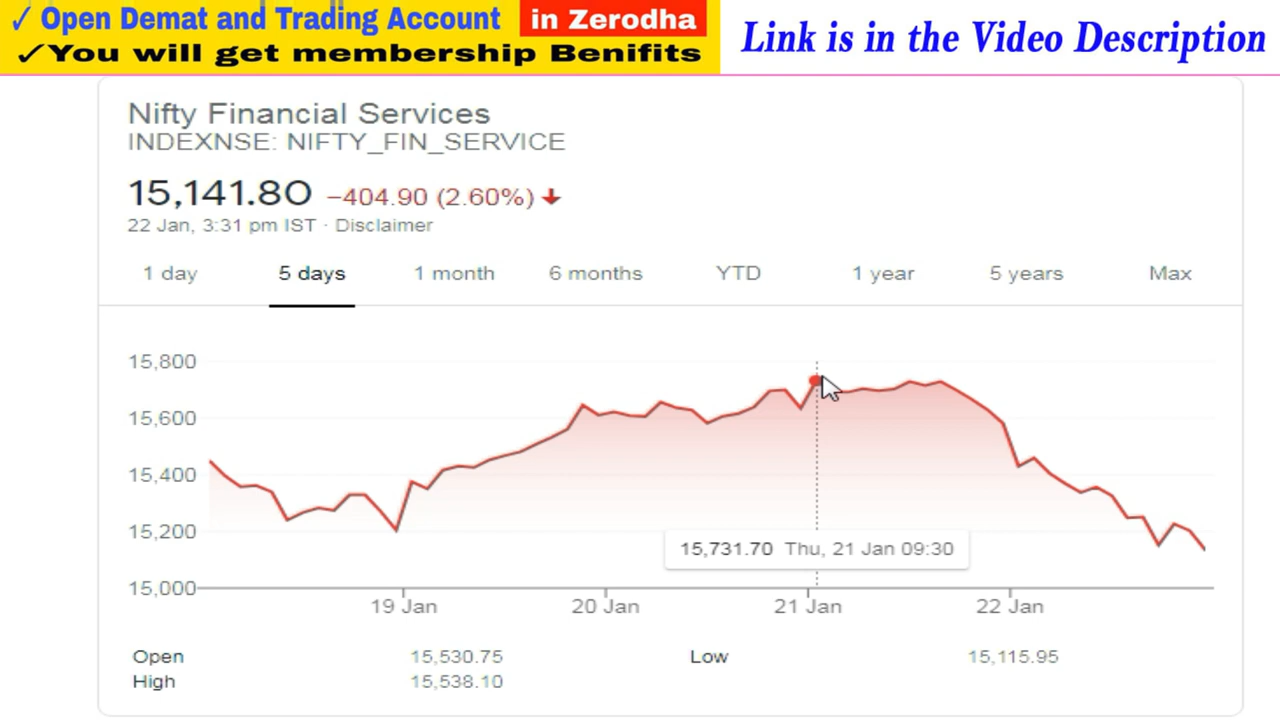 ✓ Open Demat and Trading Account in Zerodha
✓You will get membership Benifits
Link is in the Video Description
Nifty Financial Services
INDEXNSE: NIFTY_FIN_SERVICE
15,141.80 −404.90 (2.60%) ↓
22 Jan, 3:31 pm IST · Disclaimer
1 day 5 days 1 month 6 months YTD 1 year 5 years Max
15,800
15,600
15,400
15,200
15,000
15,731.70 Thu, 21 Jan 09:30
19 Jan 20 Jan 21 Jan 22 Jan
Open 15,530.75 Low 15,115.95
High 15,538.10